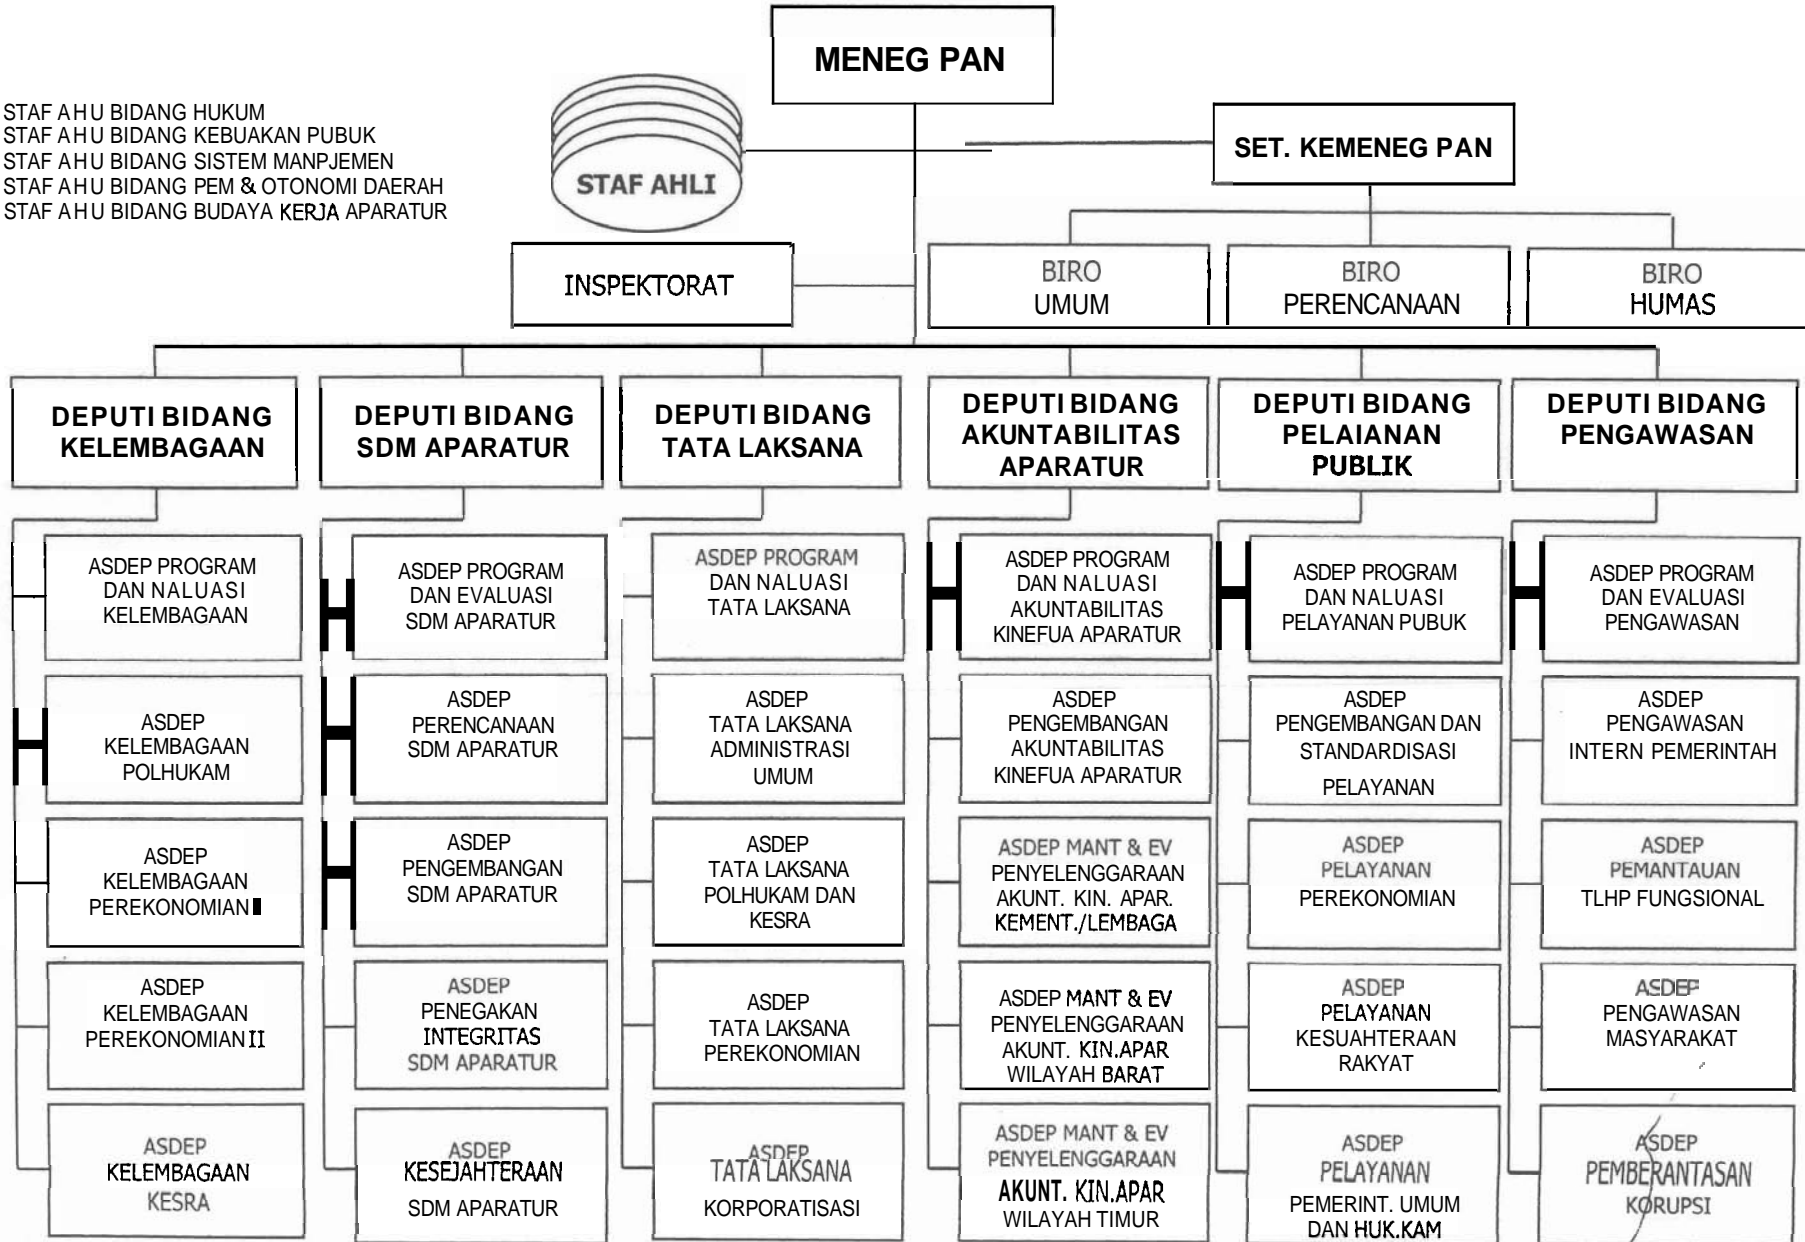 MENEG PAN
STAF AHU BIDANG HUKUM
STAF AHU BIDANG KEBUAKAN PUBUK
STAF AHU BIDANG SISTEM MANPJEMEN
STAF AHU BIDANG PEM & OTONOMI DAERAH
STAF AHU BIDANG BUDAYA KERJA APARATUR
STAF AHLI
SET. KEMENEG PAN
INSPEKTORAT
BIRO
UMUM
BIRO
PERENCANAAN
BIRO
HUMAS
DEPUTI BIDANG
KELEMBAGAAN
DEPUTI BIDANG
SDM APARATUR
DEPUTI BIDANG
TATA LAKSANA
DEPUTI BIDANG
AKUNTABILITAS
APARATUR
DEPUTI BIDANG
PELAIANAN
PUBLIK
DEPUTI BIDANG
PENGAWASAN
ASDEP PROGRAM
DAN NALUASI
KELEMBAGAAN
ASDEP PROGRAM
DAN EVALUASI
SDM APARATUR
ASDEP PROGRAM
DAN NALUASI
TATA LAKSANA
ASDEP PROGRAM
DAN NALUASI
AKUNTABILITAS
KINEFUA APARATUR
ASDEP PROGRAM
DAN NALUASI
PELAYANAN PUBUK
ASDEP PROGRAM
DAN EVALUASI
PENGAWASAN
ASDEP
KELEMBAGAAN
POLHUKAM
ASDEP
PERENCANAAN
SDM APARATUR
ASDEP
TATA LAKSANA
ADMINISTRASI
UMUM
ASDEP
PENGEMBANGAN
AKUNTABILITAS
KINEFUA APARATUR
ASDEP
PENGEMBANGAN DAN
STANDARDISASI
PELAYANAN
ASDEP
PENGAWASAN
INTERN PEMERINTAH
ASDEP
KELEMBAGAAN
PEREKONOMIAN I
ASDEP
PENGEMBANGAN
SDM APARATUR
ASDEP
TATA LAKSANA
POLHUKAM DAN
KESRA
ASDEP MANT & EV
PENYELENGGARAAN
AKUNT. KIN. APAR.
KEMENT./LEMBAGA
ASDEP
PELAYANAN
PEREKONOMIAN
ASDEP
PEMANTAUAN
TLHP FUNGSIONAL
ASDEP
KELEMBAGAAN
PEREKONOMIAN II
ASDEP
PENEGAKAN
INTEGRITAS
SDM APARATUR
ASDEP
TATA LAKSANA
PEREKONOMIAN
ASDEP MANT & EV
PENYELENGGARAAN
AKUNT. KIN.APAR
WILAYAH BARAT
ASDEP
PELAYANAN
KESUAHTERAAN
RAKYAT
ASDEP
PENGAWASAN
MASYARAKAT
ASDEP
KELEMBAGAAN
KESRA
ASDEP
KESEJAHTERAAN
SDM APARATUR
ASDEP
TATA LAKSANA
KORPORATISASI
ASDEP MANT & EV
PENYELENGGARAAN
AKUNT. KIN.APAR
WILAYAH TIMUR
ASDEP
PELAYANAN
PEMERINT. UMUM
DAN HUK.KAM
ASDEP
PEMBERANTASAN
KORUPSI